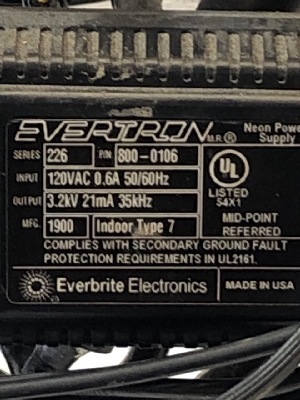 EVERTRON M.R.® Neon Power Supply
SERIES 226 P/N 800-0106
INPUT 120VAC 0.6A 50/60Hz
OUTPUT 3.2kV 21mA 35kHz
MFG. 1900 Indoor Type 7
UL
LISTED
S4X1
MID-POINT
REFERRED
COMPLIES WITH SECONDARY GROUND FAULT
PROTECTION REQUIREMENTS IN UL2161.
Everbrite Electronics MADE IN USA